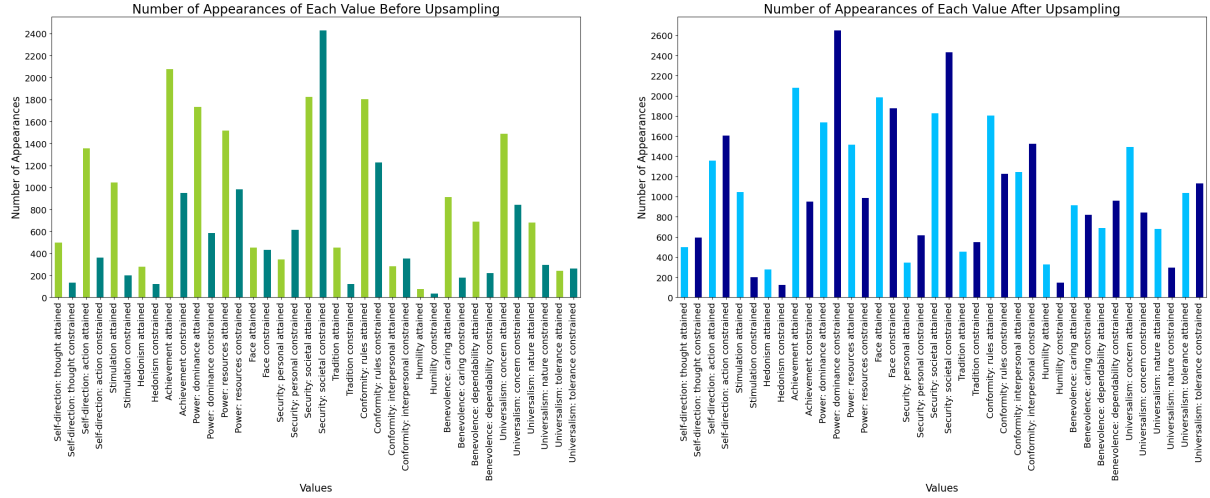 Number of Appearances of Each Value Before Upsampling
Number of Appearances
2400
2200
2000
1800
1600
1400
1200
1000
800
600
400
200
0
Self-direction: thought attained
Self-direction: thought constrained
Self-direction: action attained
Self-direction: action constrained
Stimulation attained
Stimulation constrained
Hedonism attained
Hedonism constrained
Achievement attained
Achievement constrained
Power: dominance attained
Power: dominance constrained
Power: resources attained
Power: resources constrained
Face attained
Face constrained
Security: personal attained
Security: personal constrained
Security: societal attained
Security: societal constrained
Tradition attained
Tradition constrained
Conformity: rules attained
Conformity: rules constrained
Conformity: interpersonal attained
Conformity: interpersonal constrained
Humility attained
Humility constrained
Benevolence: caring attained
Benevolence: caring constrained
Benevolence: dependability attained
Benevolence: dependability constrained
Universalism: concern attained
Universalism: concern constrained
Universalism: nature attained
Universalism: nature constrained
Universalism: tolerance attained
Universalism: tolerance constrained
Values
Number of Appearances of Each Value After Upsampling
Number of Appearances
2600
2400
2200
2000
1800
1600
1400
1200
1000
800
600
400
200
0
Self-direction: thought attained
Self-direction: thought constrained
Self-direction: action attained
Self-direction: action constrained
Stimulation attained
Stimulation constrained
Hedonism attained
Hedonism constrained
Achievement attained
Achievement constrained
Power: dominance attained
Power: dominance constrained
Power: resources attained
Power: resources constrained
Face attained
Face constrained
Security: personal attained
Security: personal constrained
Security: societal attained
Security: societal constrained
Tradition attained
Tradition constrained
Conformity: rules attained
Conformity: rules constrained
Conformity: interpersonal attained
Conformity: interpersonal constrained
Humility attained
Humility constrained
Benevolence: caring attained
Benevolence: caring constrained
Benevolence: dependability attained
Benevolence: dependability constrained
Universalism: concern attained
Universalism: concern constrained
Universalism: nature attained
Universalism: nature constrained
Universalism: tolerance attained
Universalism: tolerance constrained
Values